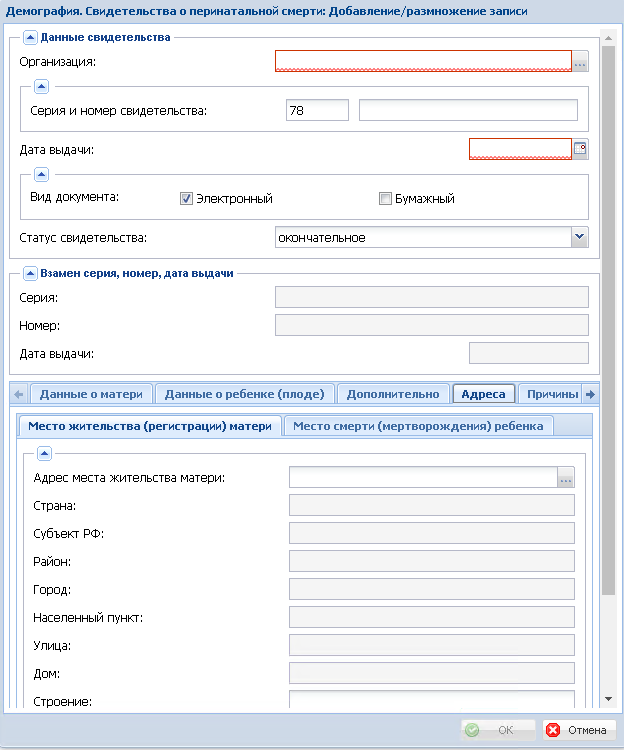 Демография. Свидетельства о перинатальной смерти: Добавление/размножение записи
Данные свидетельства
Организация:
...
Серия и номер свидетельства:
78
Дата выдачи:
Вид документа:
Электронный
Бумажный
Статус свидетельства:
окончательное
Взамен серия, номер, дата выдачи
Серия:
Номер:
Дата выдачи:
Данные о матери
Данные о ребенке (плоде)
Дополнительно
Адреса
Причины
Место жительства (регистрации) матери
Место смерти (мертворождения) ребенка
Адрес места жительства матери:
...
Страна:
Субъект РФ:
Район:
Город:
Населенный пункт:
Улица:
Дом:
Строение:
ОК
Отмена